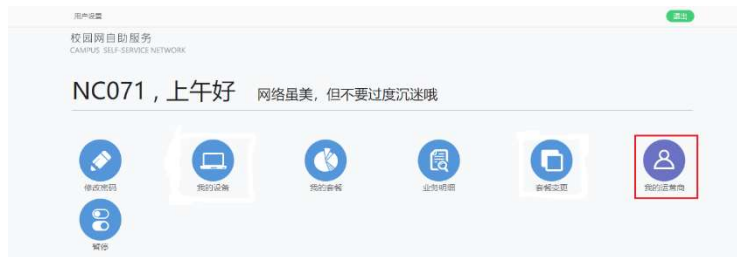 用户设置 退出
校园网自助服务
CAMPUS SELF-SERVICE NETWORK
NC071，上午好 网络虽美，但不要过度沉迷哦
修改密码 我的设备 我的套餐 业务明细 套餐变更 我的运营商
暂停